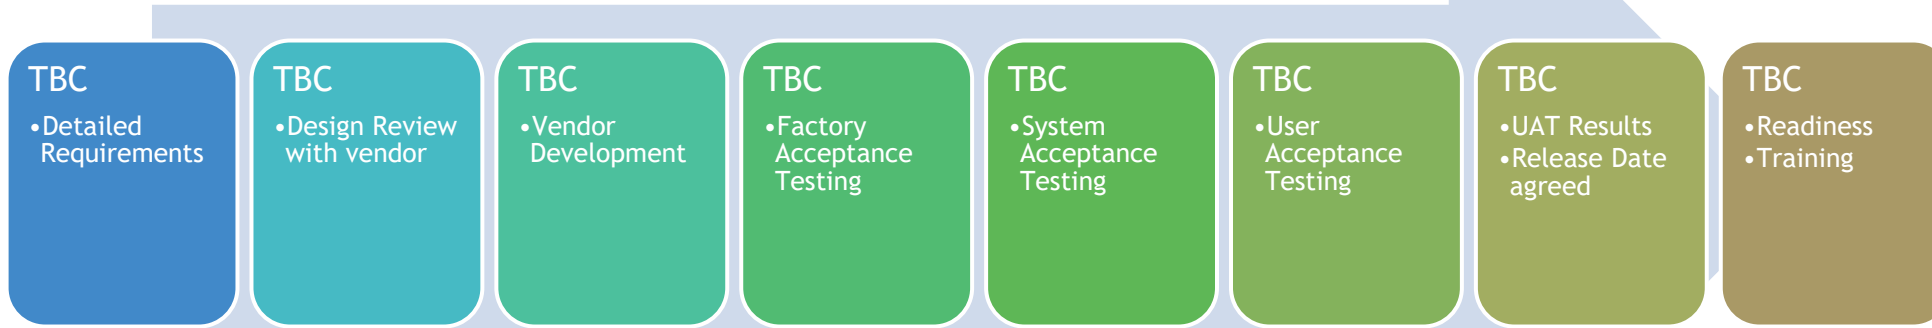 TBC
•Detailed
Requirements
TBC
•Design Review
with vendor
TBC
•Vendor
Development
TBC
•Factory
Acceptance
Testing
TBC
•System
Acceptance
Testing
TBC
•User
Acceptance
Testing
TBC
•UAT Results
•Release Date
agreed
TBC
•Readiness
•Training